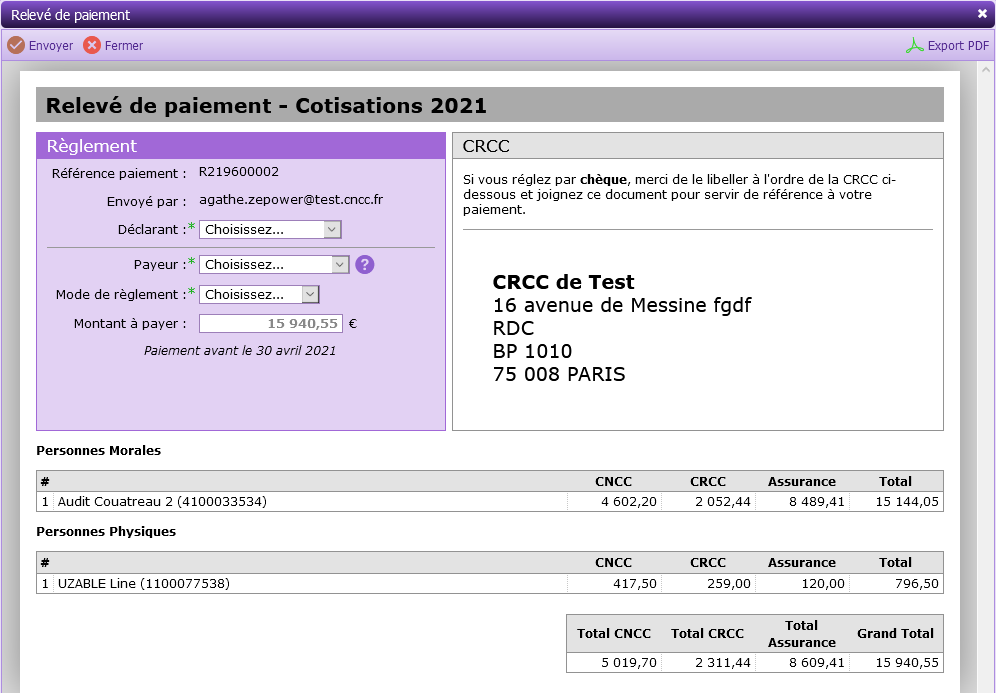 Relevé de paiement
Envoyer Fermer Export PDF
Relevé de paiement - Cotisations 2021
Règlement
Référence paiement : R219600002
Envoyé par : agathe.zepower@test.cncc.fr
Déclarant :* Choisissez...
Payeur :* Choisissez... ?
Mode de règlement :* Choisissez...
Montant à payer : 15 940,55 €
Paiement avant le 30 avril 2021
CRCC
Si vous réglez par chèque, merci de le libeller à l'ordre de la CRCC ci-
dessous et joignez ce document pour servir de référence à votre
paiement.
CRCC de Test
16 avenue de Messine fgdf
RDC
BP 1010
75 008 PARIS
Personnes Morales
# CNCC CRCC Assurance Total
1 Audit Couatreau 2 (4100033534) 4 602,20 2 052,44 8 489,41 15 144,05
Personnes Physiques
# CNCC CRCC Assurance Total
1 UZABLE Line (1100077538) 417,50 259,00 120,00 796,50
Total CNCC Total CRCC Total Assurance Grand Total
5 019,70 2 311,44 8 609,41 15 940,55